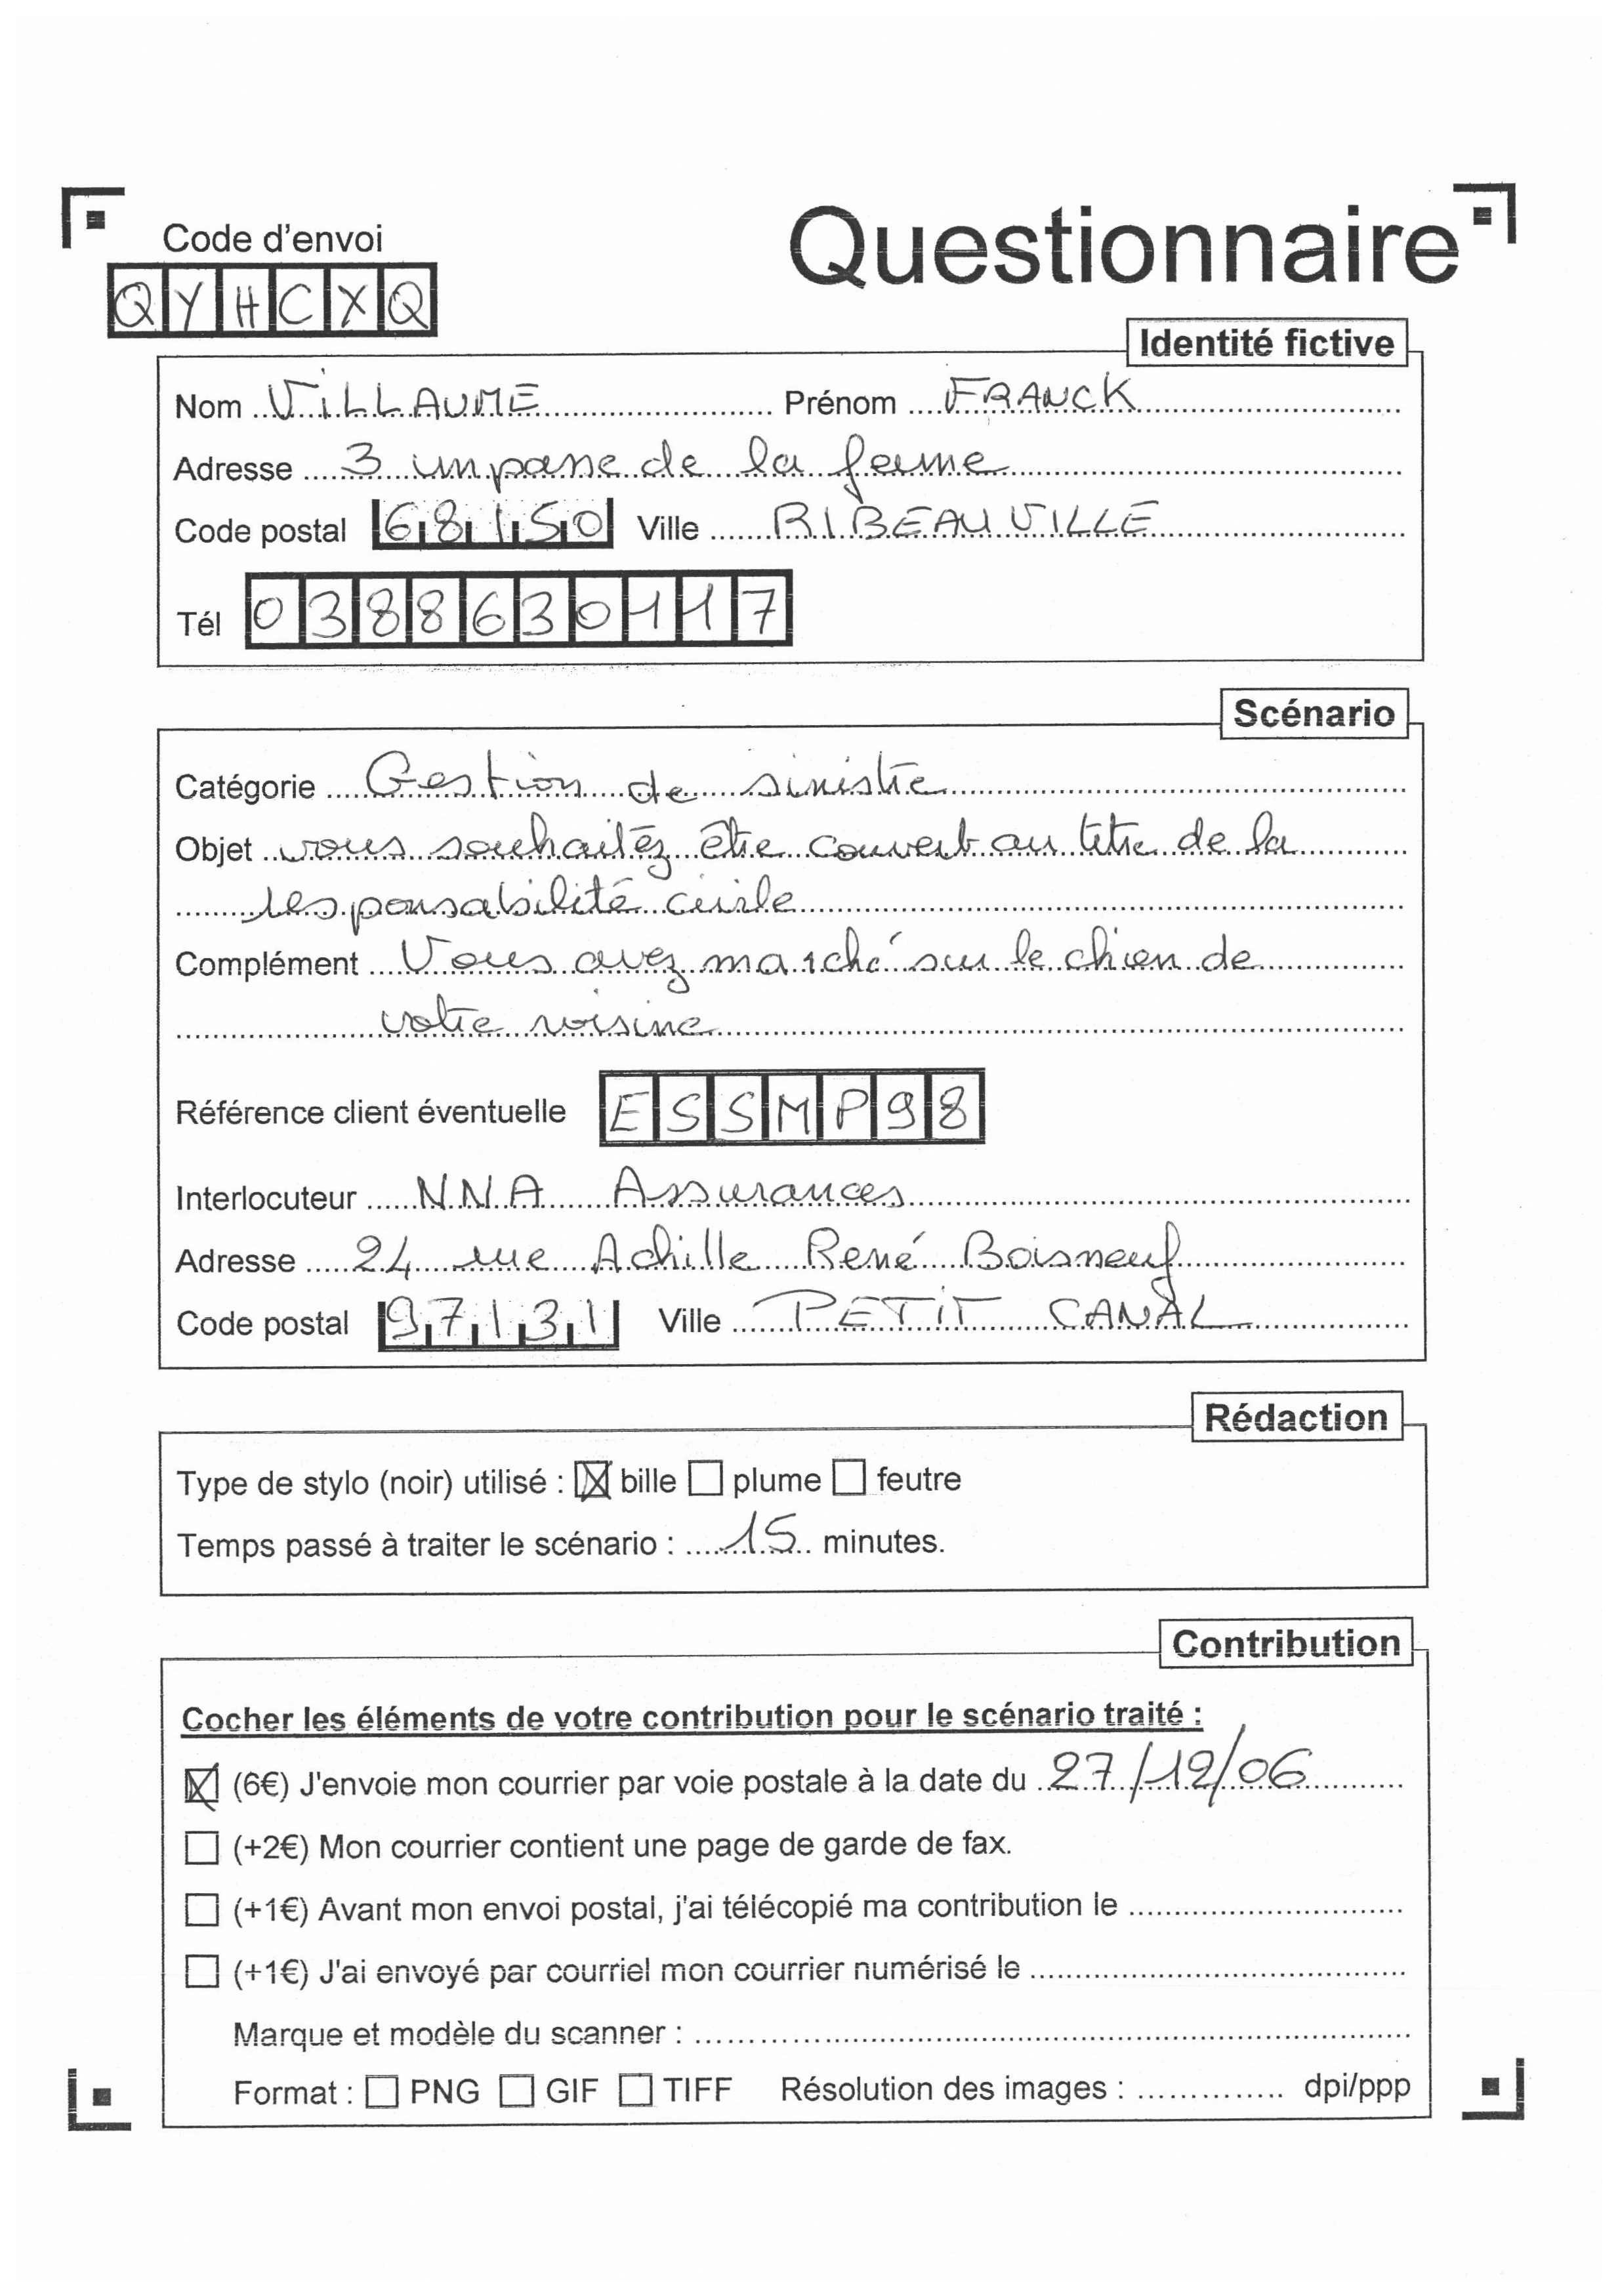 Code d'envoi
Questionnaire
QYHCXQ
Identité fictive
Nom VILLAUME Prénom FRANCK
Adresse 3 impasse de la ferme
Code postal 68150 Ville RIBEAUVILLE
Tél 0388630117
Scénario
Catégorie Gestion de sinistre
Objet vous souhaitez être couvert au titre de la
responsabilité civile
Complément Vous avez marché sur le chien de
votre voisine
Référence client éventuelle ESSMP98
Interlocuteur NNA Assurances
Adresse 24 rue Achille René Boisneuf
Code postal 97131 Ville PETIT CANAL
Rédaction
Type de stylo (noir) utilisé : bille plume feutre
Temps passé à traiter le scénario : 15 minutes.
Contribution
Cocher les éléments de votre contribution pour le scénario traité :
(6€) J'envoie mon courrier par voie postale à la date du 27/12/06
(+2€) Mon courrier contient une page de garde de fax.
(+1€) Avant mon envoi postal, j'ai télécopié ma contribution le
(+1€) J'ai envoyé par courriel mon courrier numérisé le
Marque et modèle du scanner :
Format : PNG GIF TIFF Résolution des images : dpi/ppp